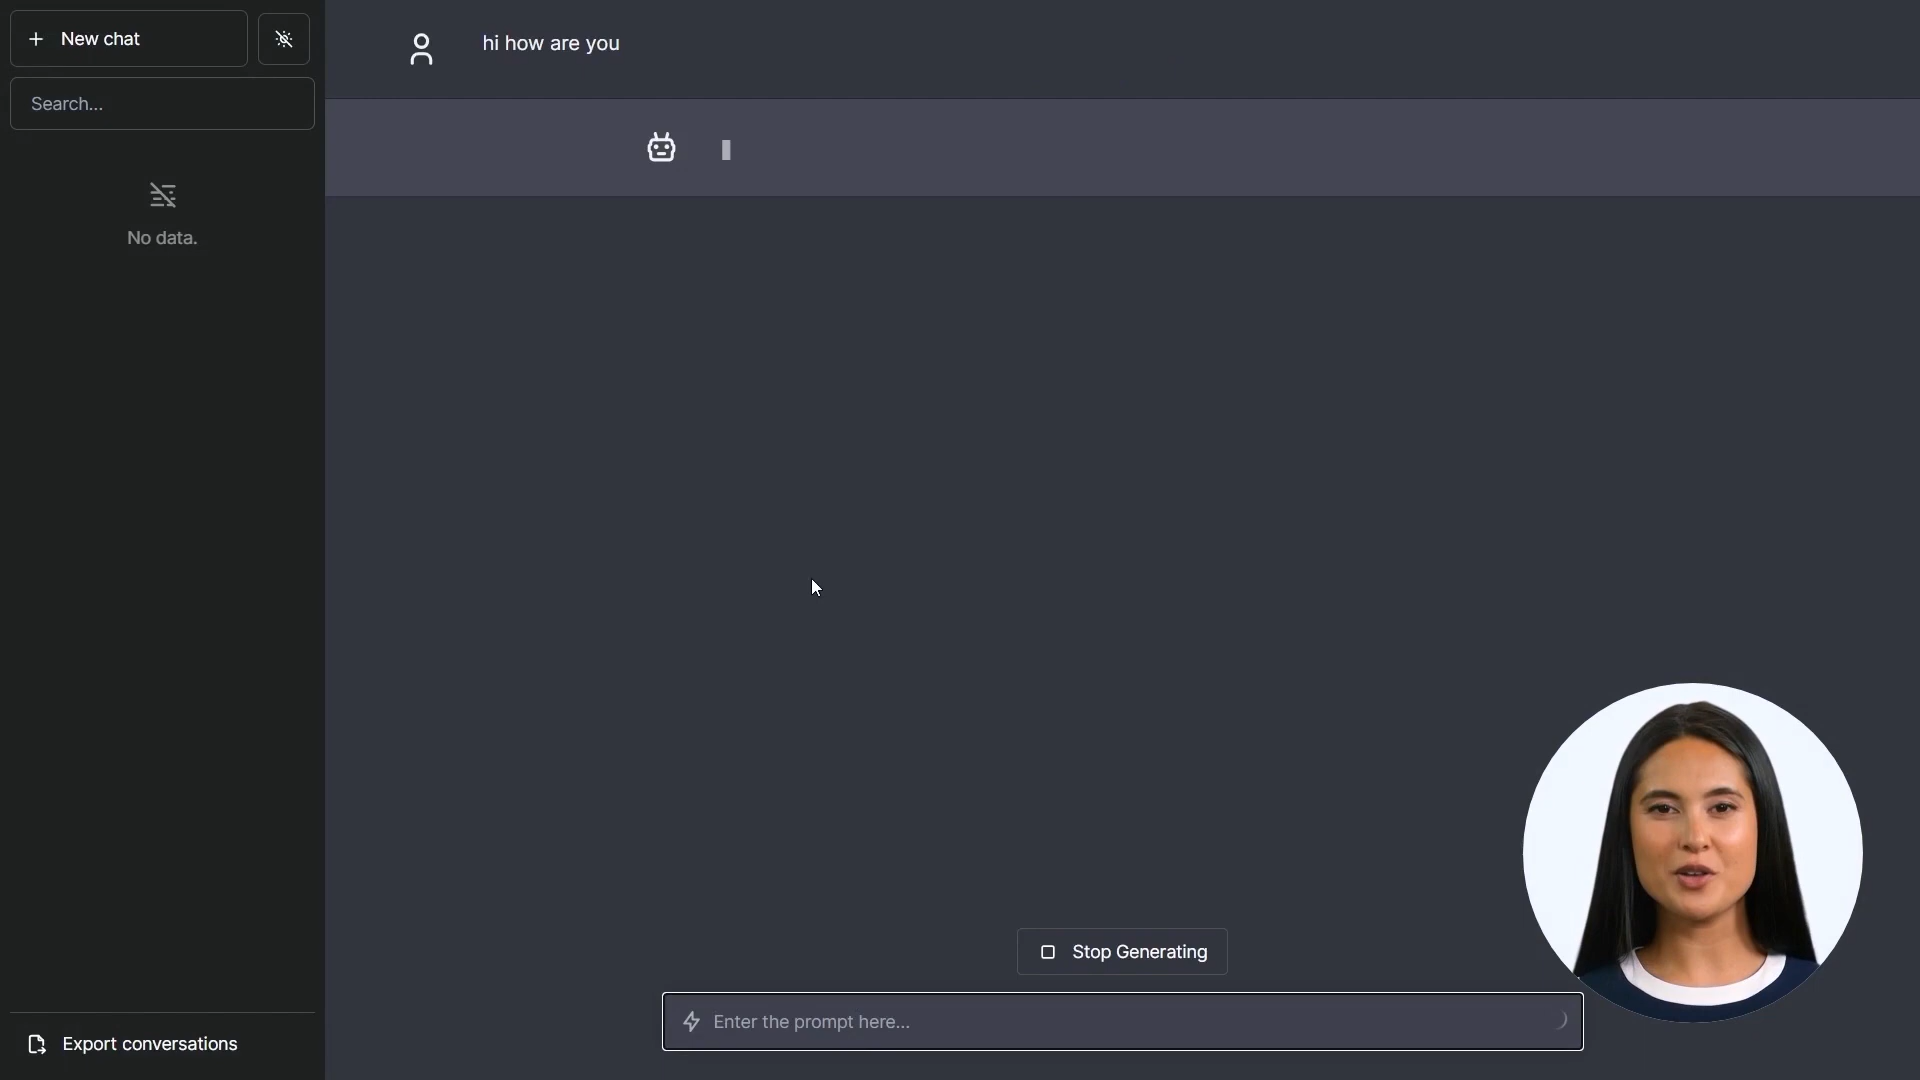 New chat
Search...
No data.
Export conversations
hi how are you
Stop Generating
Enter the prompt here...